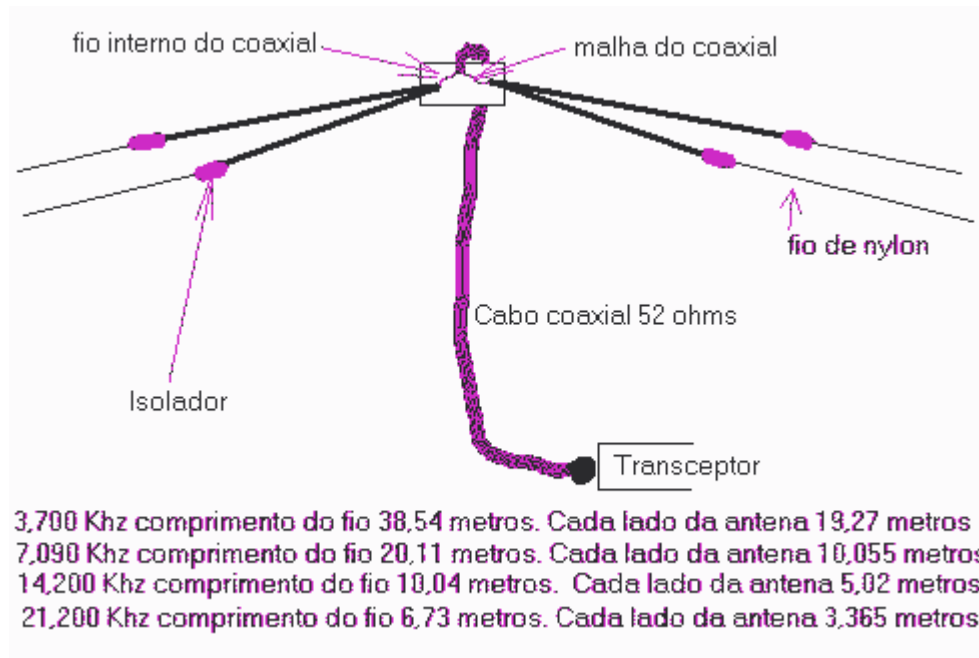 fio interno do coaxial
malha do coaxial
fio de nylon
Cabo coaxial 52 ohms
Isolador
Transceptor
3,700 Khz comprimento do fio 38,54 metros. Cada lado da antena 19,27 metros
7,090 Khz comprimento do fio 20,11 metros. Cada lado da antena 10,055 metros
14,200 Khz comprimento do fio 10,04 metros. Cada lado da antena 5,02 metros
21,200 Khz comprimento do fio 6,73 metros. Cada lado da antena 3,365 metros